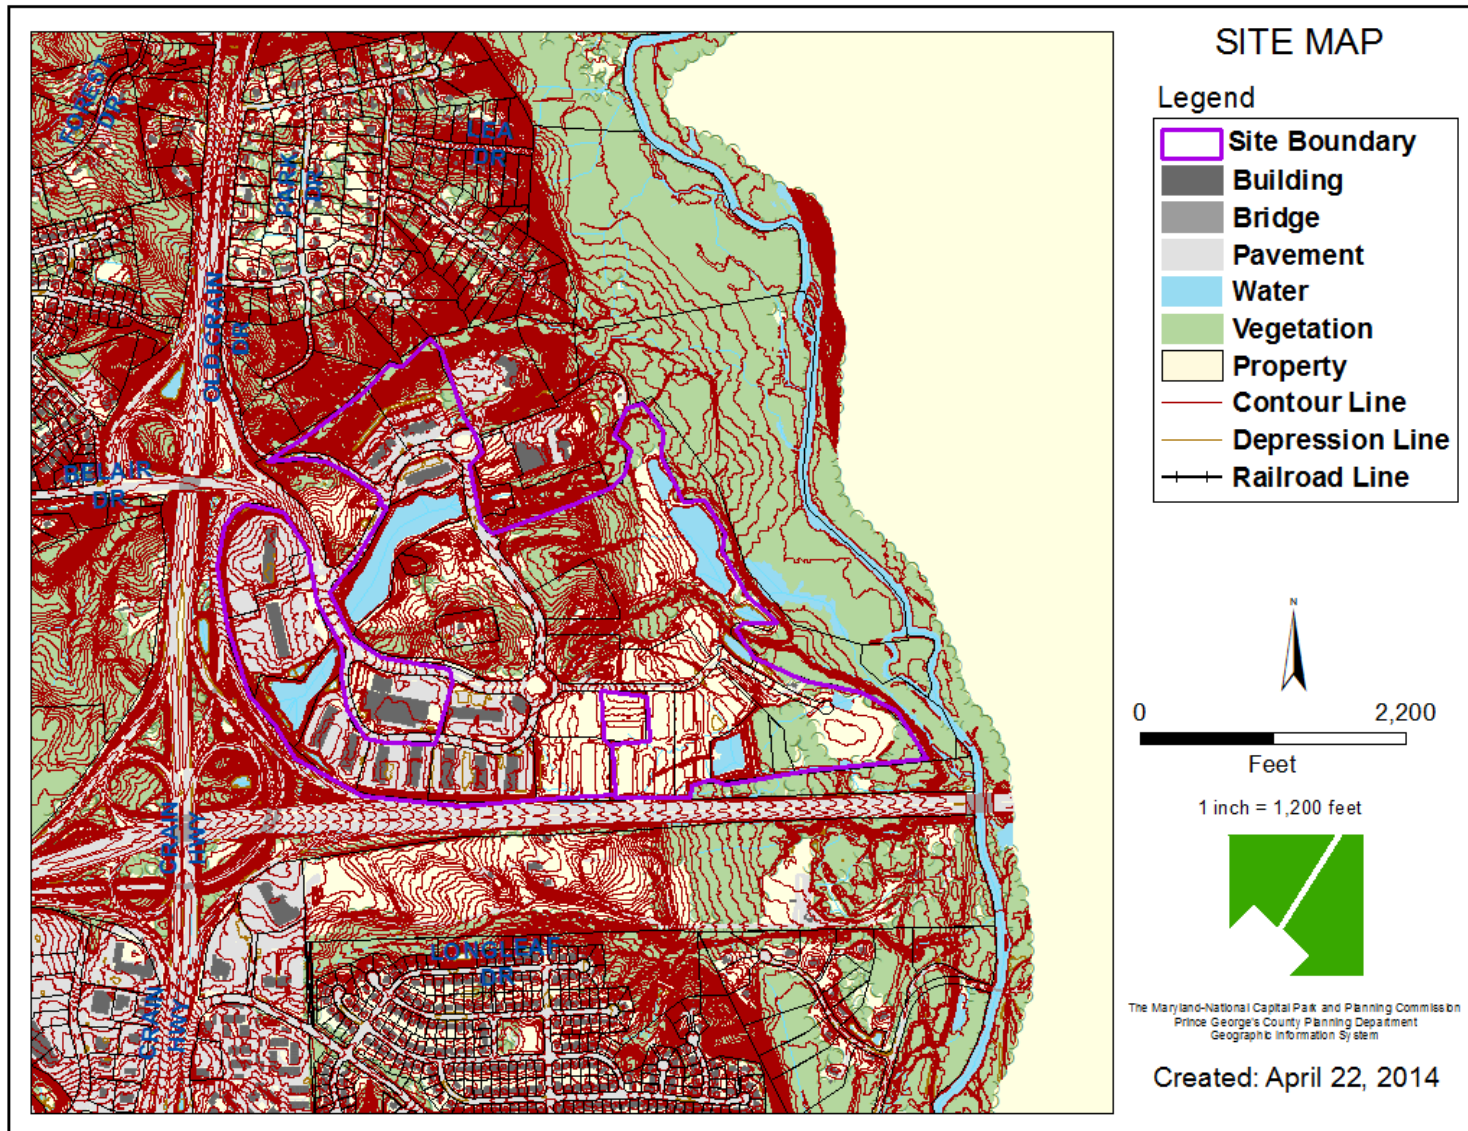 SITE MAP
Legend
Site Boundary
Building
Bridge
Pavement
Water
Vegetation
Property
Contour Line
Depression Line
Railroad Line
N
0 2,200
Feet
1 inch = 1,200 feet
The Maryland-National Capital Park and Planning Commission
Prince George's County Planning Department
Geographic Information System
Created: April 22, 2014
FOREST
DR
LEA
DR
PARK
DR
OLD CRAIN
DR
BELAIR
DR
CRAIN
HWY
LONGLEAF
DR
CRAIN
HWY